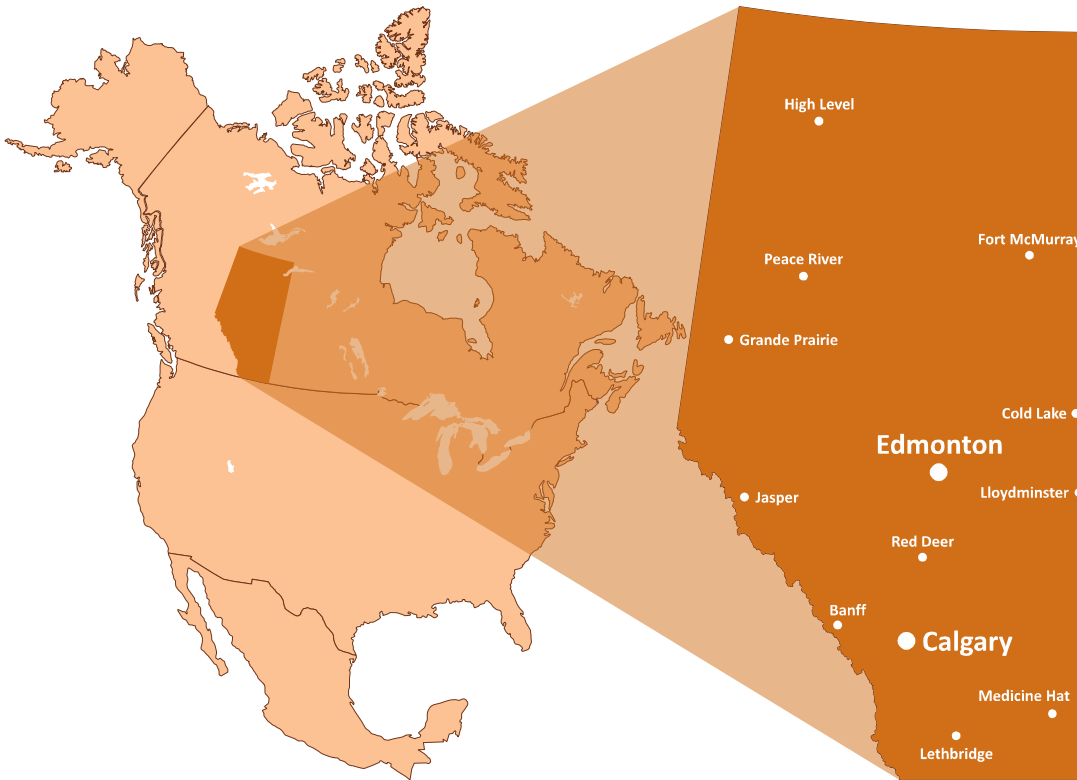 High Level
Fort McMurray
Peace River
Grande Prairie
Cold Lake
Edmonton
Lloydminster
Jasper
Red Deer
Banff
Calgary
Medicine Hat
Lethbridge